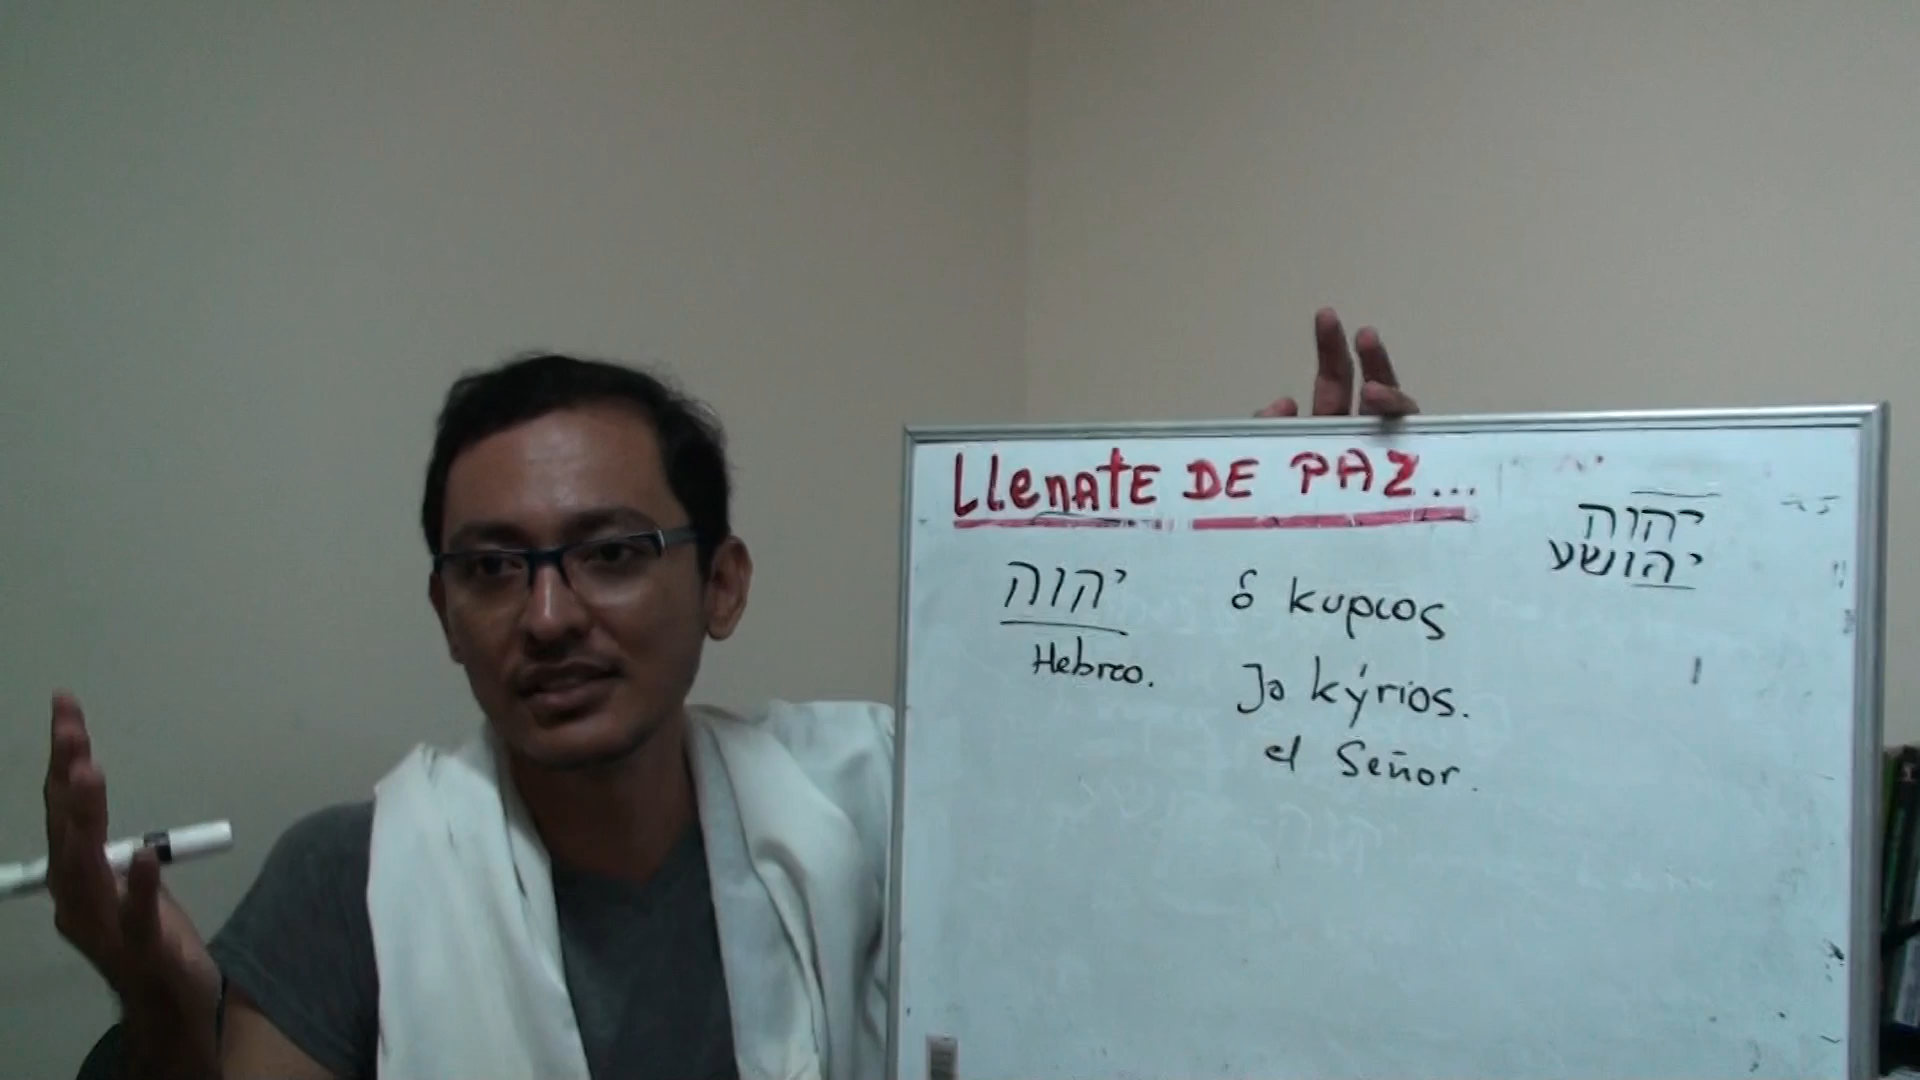 LlenATE DE PAZ...
יהוה
Hebreo.
ὁ κυριος
Jo kýrios.
el Señor.
יהוה
יהושע